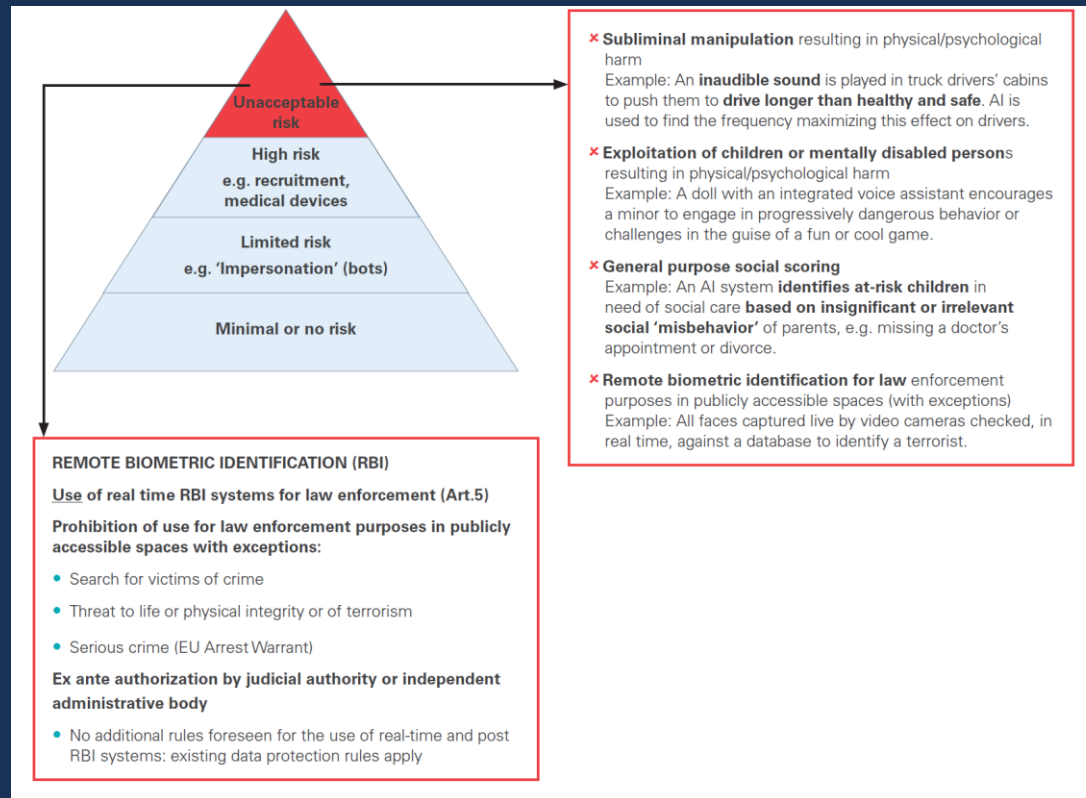 Unacceptable
risk
High risk
e.g. recruitment,
medical devices
Limited risk
e.g. ‘Impersonation’ (bots)
Minimal or no risk
× Subliminal manipulation resulting in physical/psychological
harm
Example: An inaudible sound is played in truck drivers’ cabins
to push them to drive longer than healthy and safe. AI is
used to find the frequency maximizing this effect on drivers.
× Exploitation of children or mentally disabled persons
resulting in physical/psychological harm
Example: A doll with an integrated voice assistant encourages
a minor to engage in progressively dangerous behavior or
challenges in the guise of a fun or cool game.
× General purpose social scoring
Example: An AI system identifies at-risk children in
need of social care based on insignificant or irrelevant
social ‘misbehavior’ of parents, e.g. missing a doctor’s
appointment or divorce.
× Remote biometric identification for law enforcement
purposes in publicly accessible spaces (with exceptions)
Example: All faces captured live by video cameras checked, in
real time, against a database to identify a terrorist.
REMOTE BIOMETRIC IDENTIFICATION (RBI)
Use of real time RBI systems for law enforcement (Art.5)
Prohibition of use for law enforcement purposes in publicly
accessible spaces with exceptions:
• Search for victims of crime
• Threat to life or physical integrity or of terrorism
• Serious crime (EU Arrest Warrant)
Ex ante authorization by judicial authority or independent
administrative body
• No additional rules foreseen for the use of real-time and post
RBI systems: existing data protection rules apply